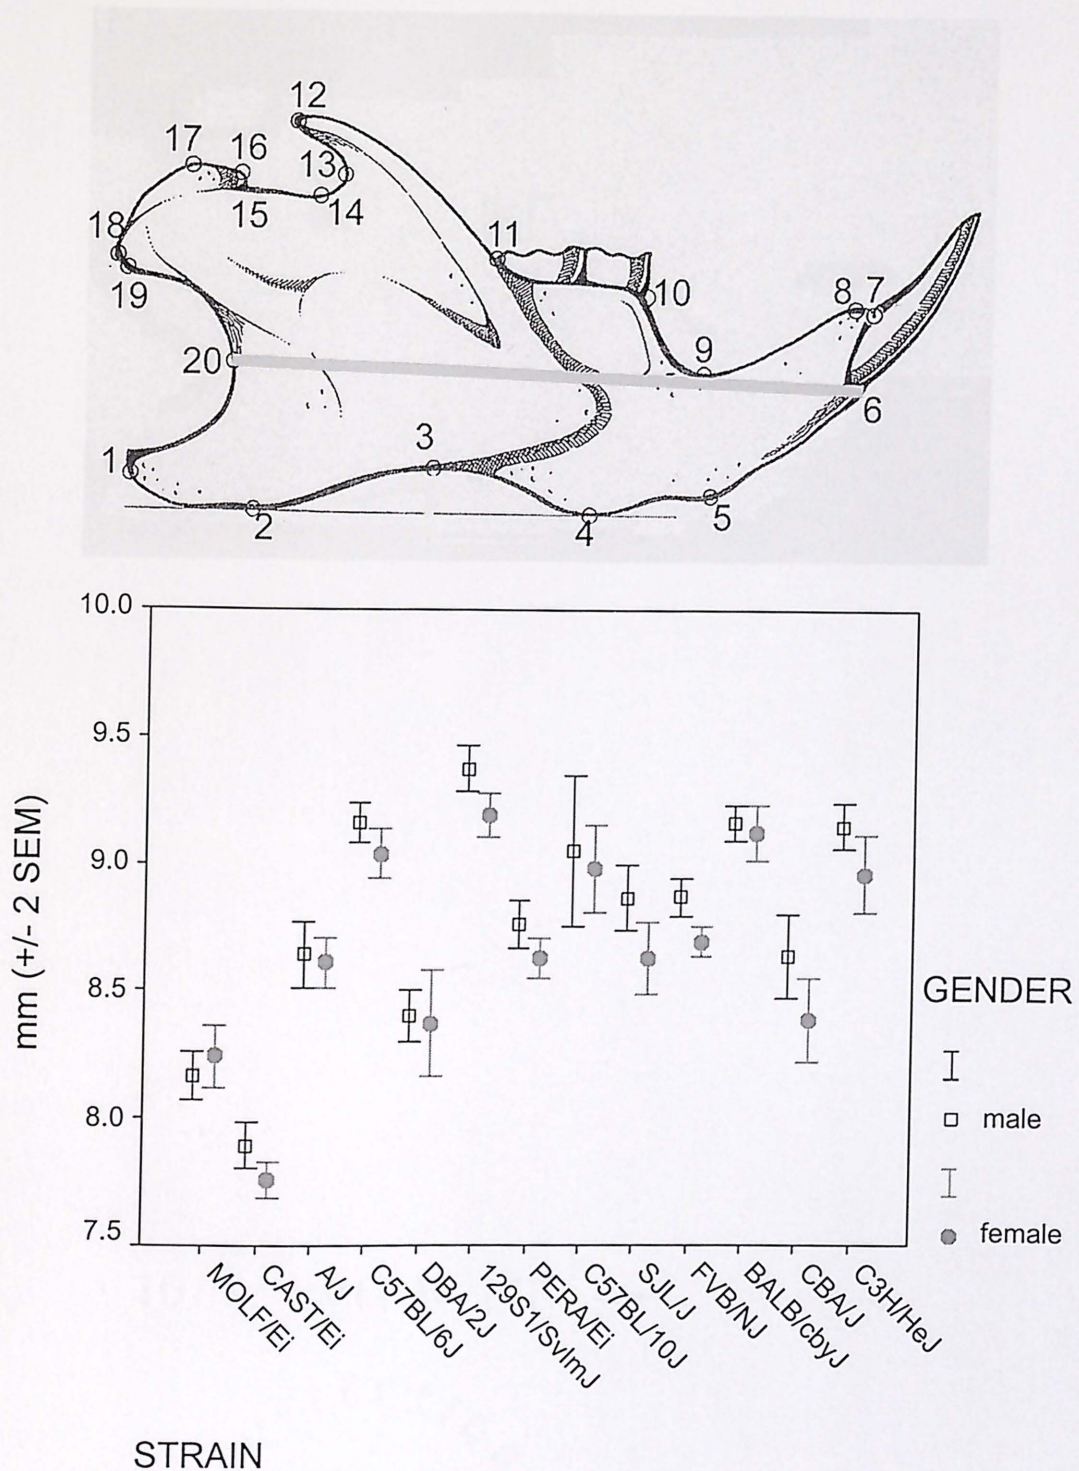 12
17
16
13
15
14
18
11
19
10
8
7
9
20
6
3
1
5
2
4
10.0
9.5
9.0
8.5
8.0
7.5
mm (+/- 2 SEM)
GENDER
male
female
MOLF/Ei
CAST/Ei
A/J
C57BL/6J
DBA/2J
129S1/SvImJ
PERA/Ei
C57BL/10J
SJL/J
FVB/NJ
BALB/cbyJ
CBA/J
C3H/HeJ
STRAIN